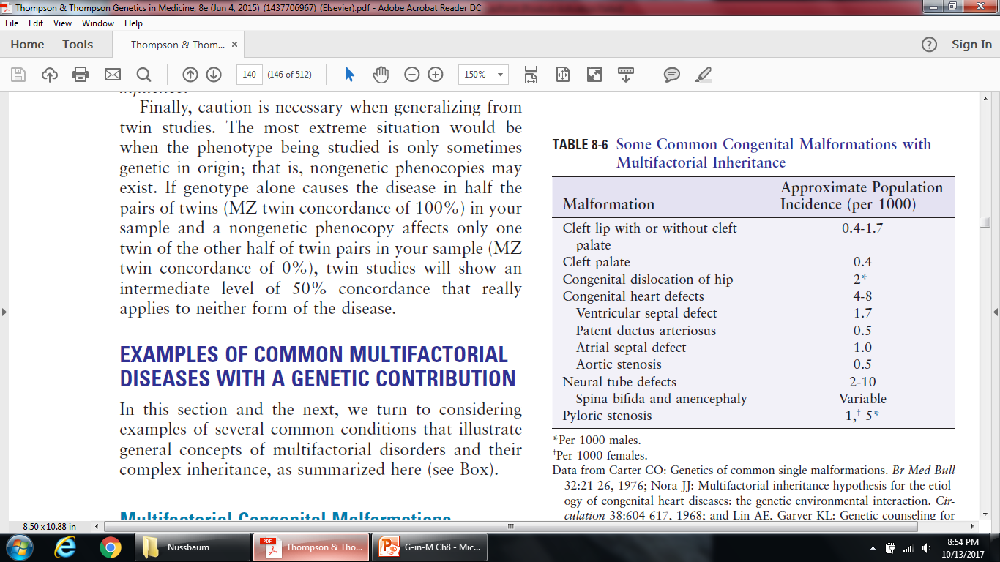 Thompson & Thompson Genetics in Medicine, 8e (Jun 4, 2015)_(1437706967)_(Elsevier).pdf - Adobe Acrobat Reader DC
File Edit View Window Help
Home Tools Thompson & Thom... × ? Sign In
140 (146 of 512) 150%
Finally, caution is necessary when generalizing from
twin studies. The most extreme situation would be
when the phenotype being studied is only sometimes
genetic in origin; that is, nongenetic phenocopies may
exist. If genotype alone causes the disease in half the
pairs of twins (MZ twin concordance of 100%) in your
sample and a nongenetic phenocopy affects only one
twin of the other half of twin pairs in your sample (MZ
twin concordance of 0%), twin studies will show an
intermediate level of 50% concordance that really
applies to neither form of the disease.
EXAMPLES OF COMMON MULTIFACTORIAL
DISEASES WITH A GENETIC CONTRIBUTION
In this section and the next, we turn to considering
examples of several common conditions that illustrate
general concepts of multifactorial disorders and their
complex inheritance, as summarized here (see Box).
Multifactorial Congenital Malformations
TABLE 8-6 Some Common Congenital Malformations with
Multifactorial Inheritance
Approximate Population
Malformation Incidence (per 1000)
Cleft lip with or without cleft 0.4-1.7
palate
Cleft palate 0.4
Congenital dislocation of hip 2*
Congenital heart defects 4-8
Ventricular septal defect 1.7
Patent ductus arteriosus 0.5
Atrial septal defect 1.0
Aortic stenosis 0.5
Neural tube defects 2-10
Spina bifida and anencephaly Variable
Pyloric stenosis 1,† 5*
*Per 1000 males.
†Per 1000 females.
Data from Carter CO: Genetics of common single malformations. Br Med Bull
32:21-26, 1976; Nora JJ: Multifactorial inheritance hypothesis for the etiol-
ogy of congenital heart diseases: the genetic environmental interaction. Cir-
culation 38:604-617, 1968; and Lin AE, Garver KL: Genetic counseling for
8.50 x 10.88 in
Nussbaum PDF Thompson & Tho... G-in-M Ch8 - Mic... 8:54 PM
10/13/2017